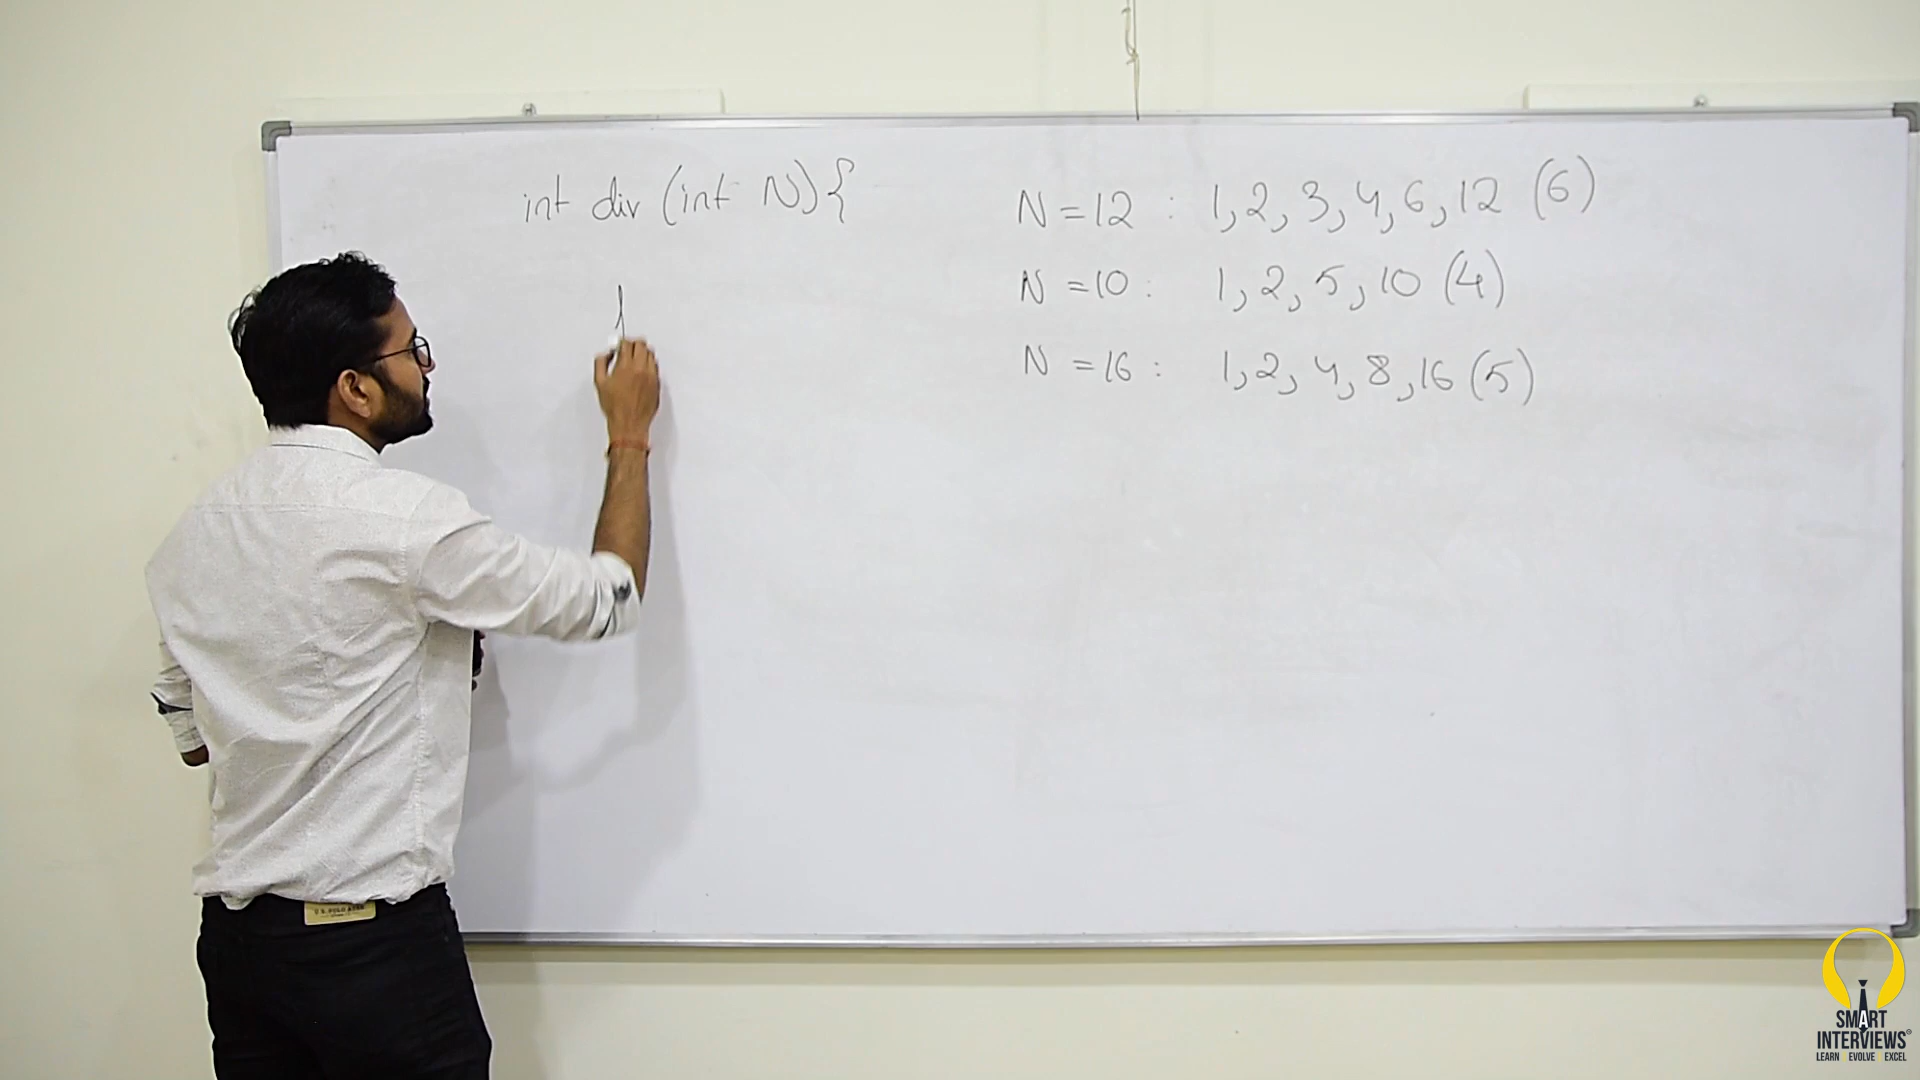 int div (int N){
N=12 : 1,2,3,4,6,12 (6)
N=10: 1,2,5,10 (4)
N=16: 1,2,4,8,16 (5)
SMART
INTERVIEWS
LEARN EVOLVE EXCEL